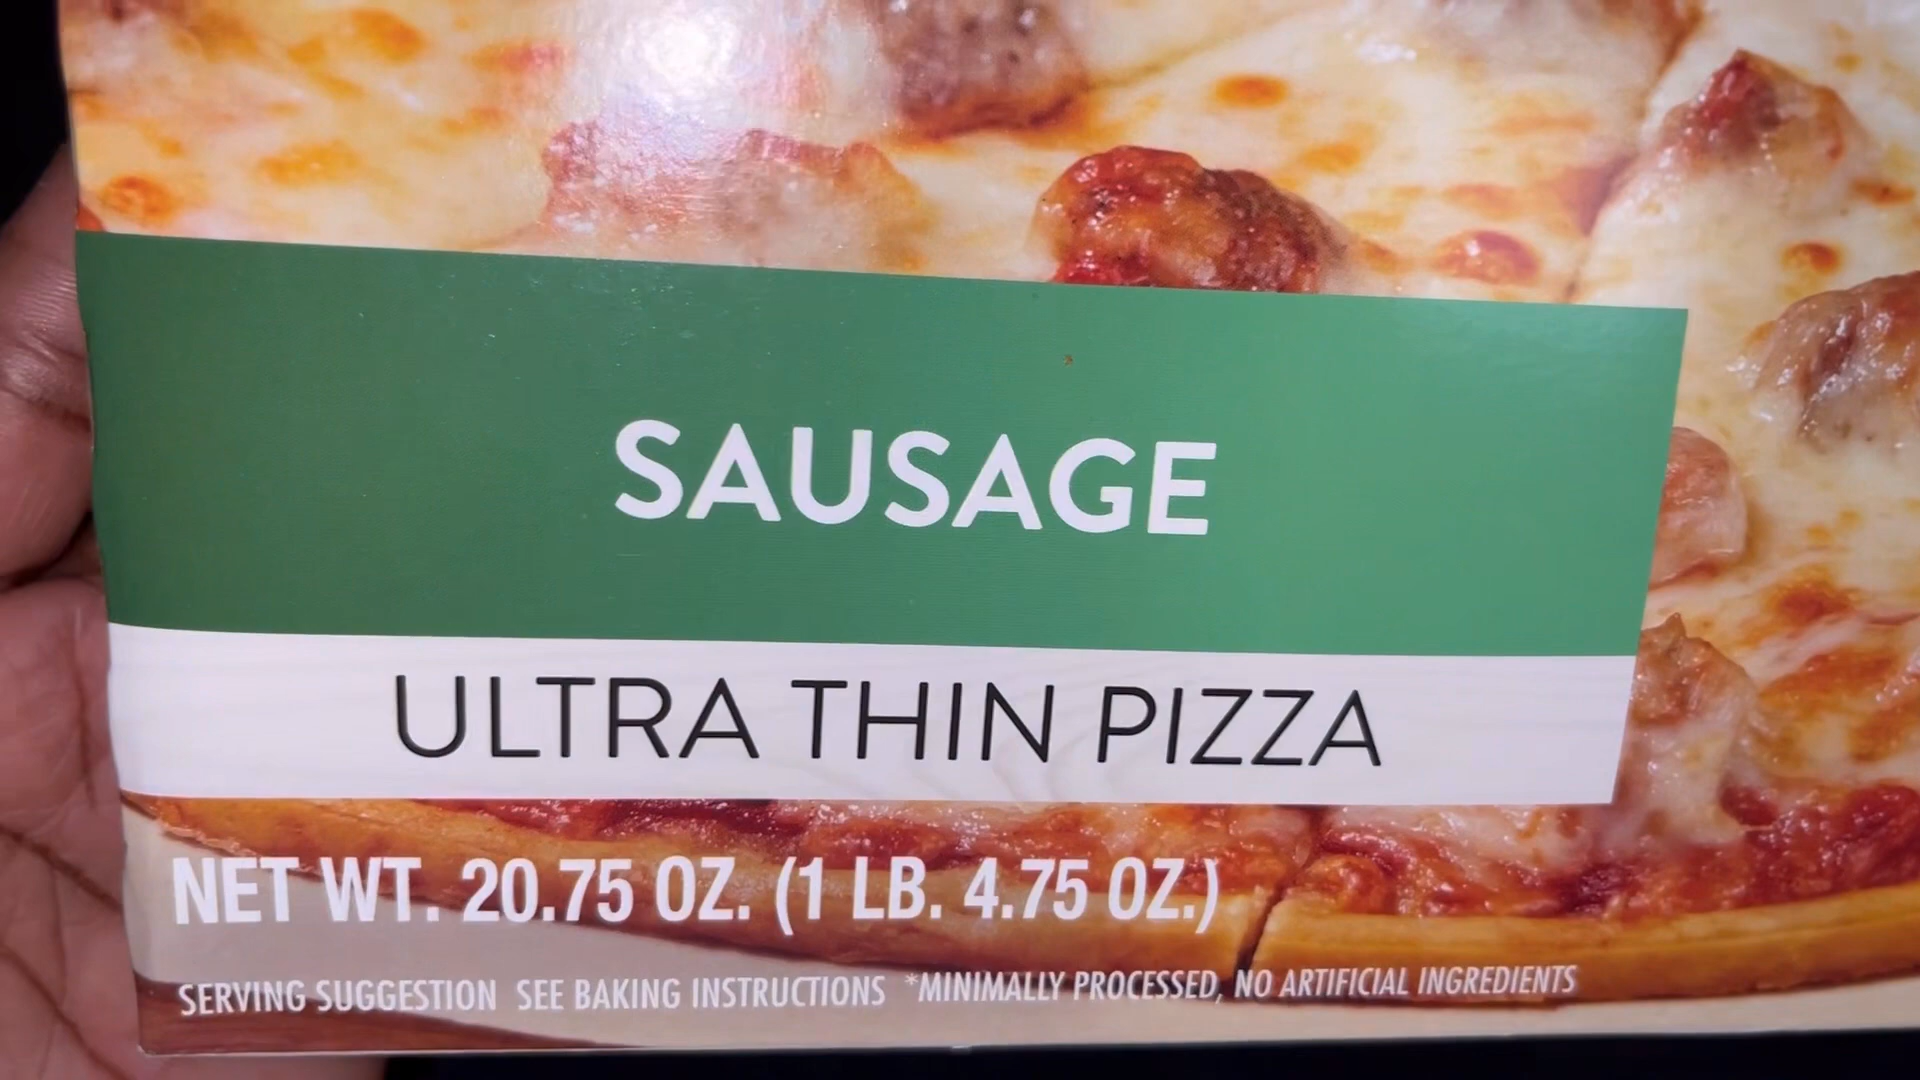 SAUSAGE
ULTRA THIN PIZZA
NET WT. 20.75 OZ. (1 LB. 4.75 OZ.)
SERVING SUGGESTION SEE BAKING INSTRUCTIONS *MINIMALLY PROCESSED, NO ARTIFICIAL INGREDIENTS